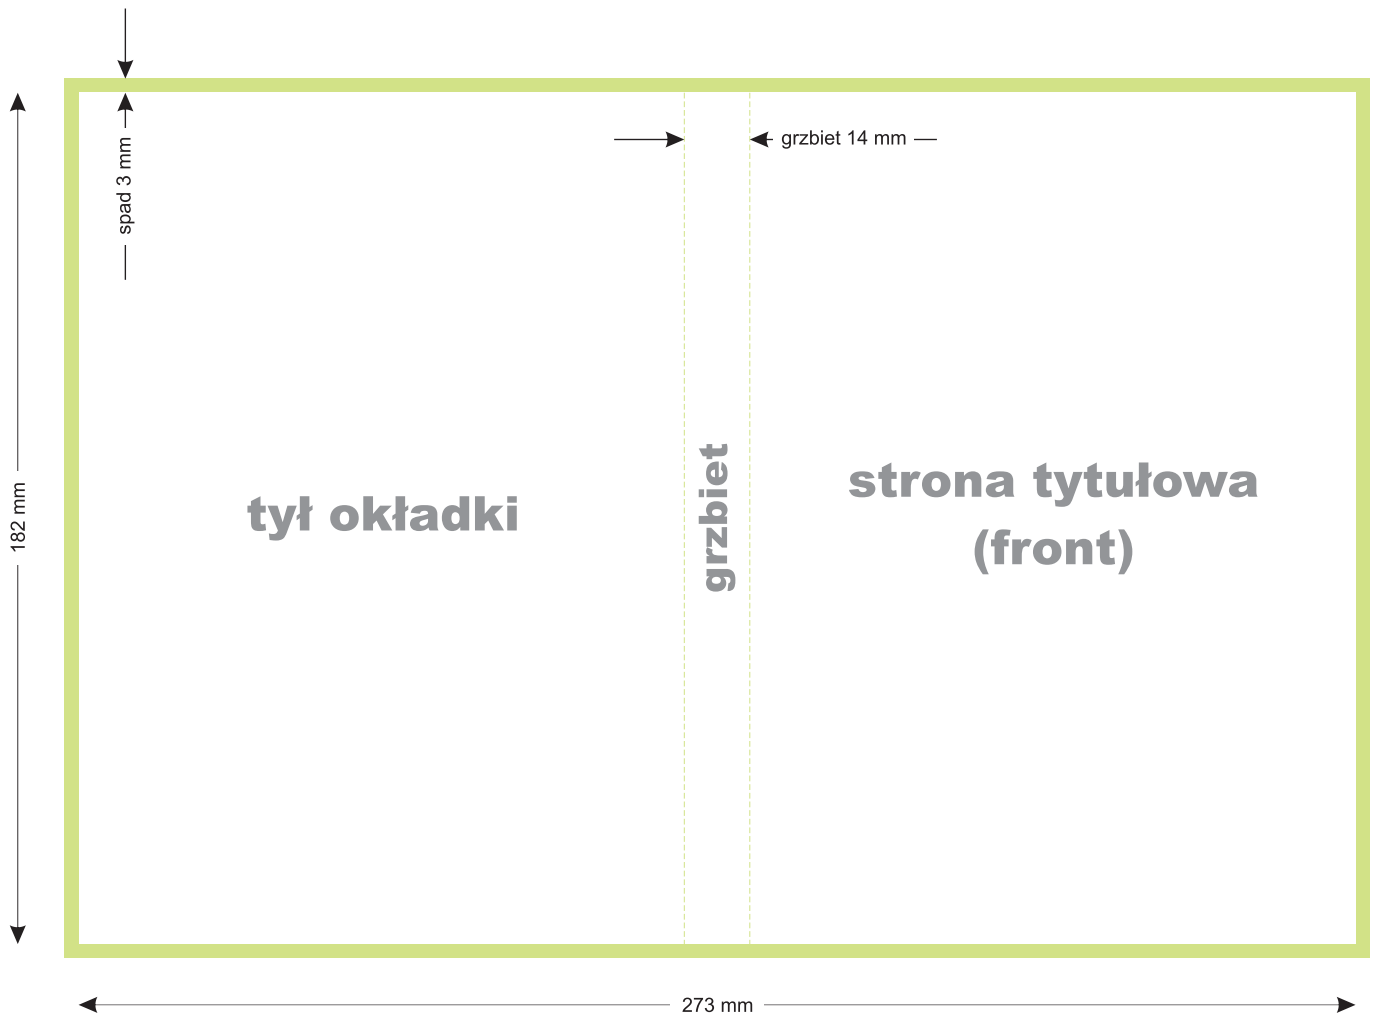 spad 3 mm
grzbiet 14 mm
182 mm
tył okładki
grzbiet
strona tytułowa
(front)
273 mm